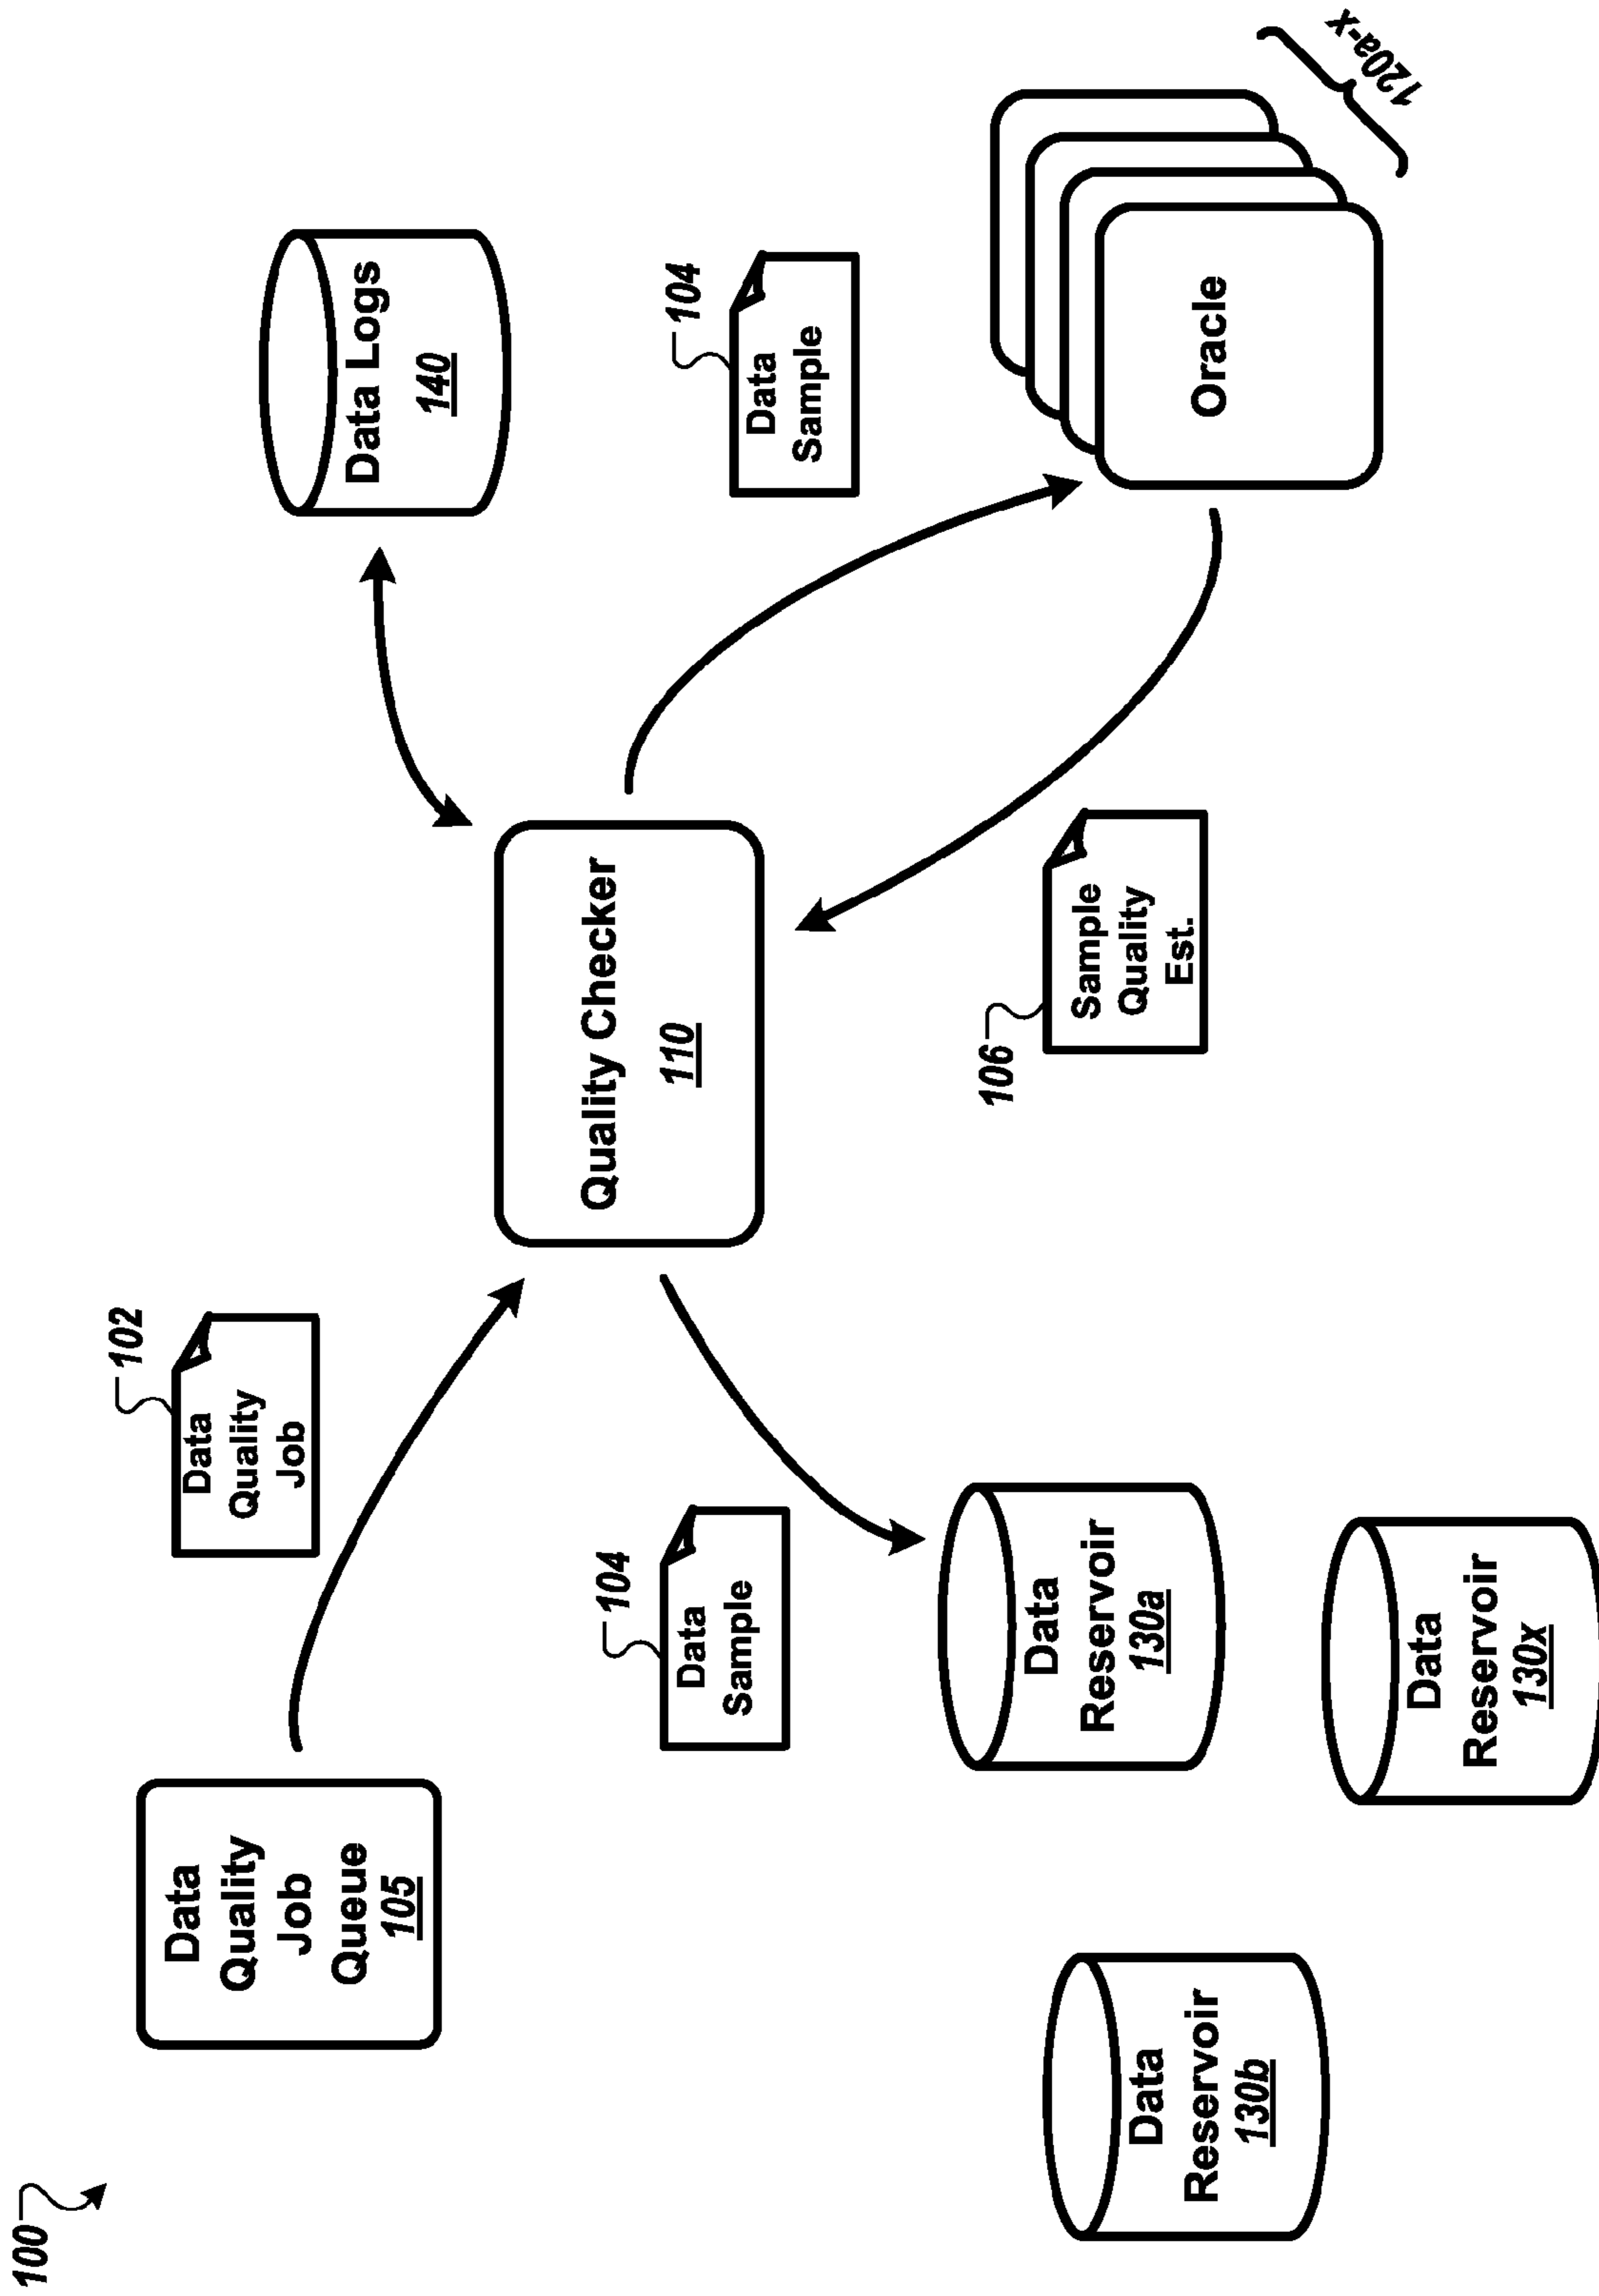 100
Data
Quality
Job
Queue
105
102
Data
Quality
Job
Quality Checker
110
Data Logs
140
104
Data
Sample
104
Data
Sample
Oracle
120a-x
106
Sample
Quality
Est.
Data
Reservoir
130a
Data
Reservoir
130b
Data
Reservoir
130x